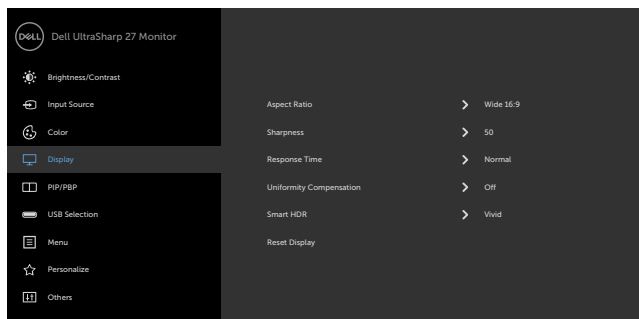 DELL Dell UltraSharp 27 Monitor
Brightness/Contrast
Input Source
Color
Display
PIP/PBP
USB Selection
Menu
Personalize
Others
Aspect Ratio > Wide 16:9
Sharpness > 50
Response Time > Normal
Uniformity Compensation > Off
Smart HDR > Vivid
Reset Display